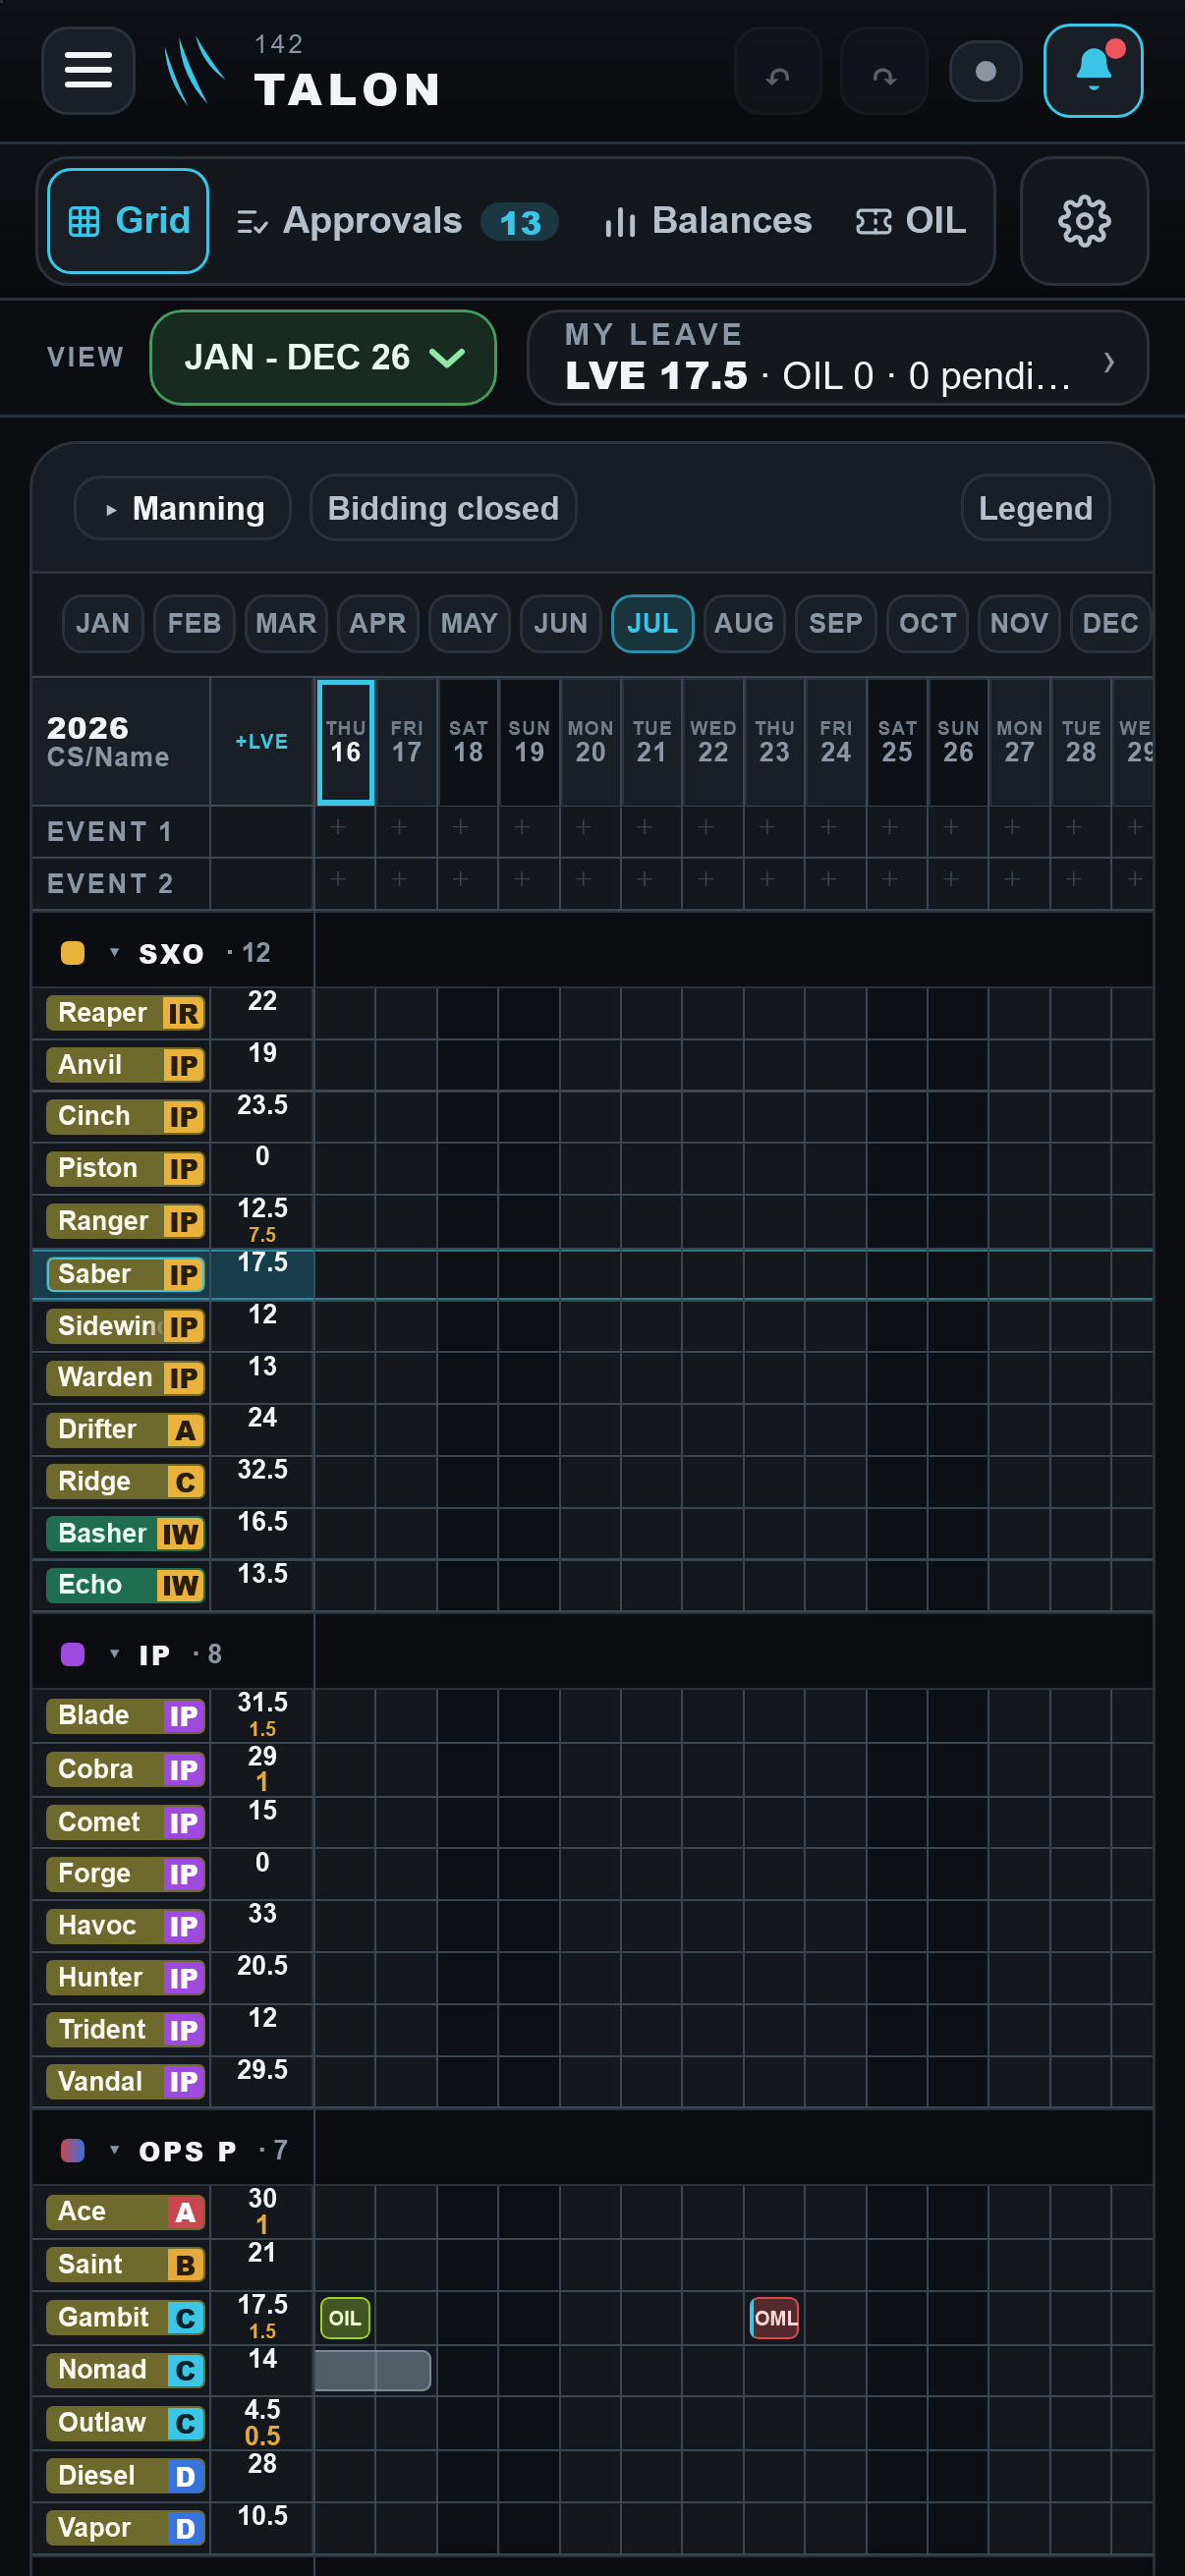 142
TALON
Grid
Approvals 13
Balances
OIL
VIEW
JAN - DEC 26
MY LEAVE
LVE 17.5 · OIL 0 · 0 pendi…
Manning
Bidding closed
Legend
JAN FEB MAR APR MAY JUN JUL AUG SEP OCT NOV DEC
2026
CS/Name
+LVE
THU 16
FRI 17
SAT 18
SUN 19
MON 20
TUE 21
WED 22
THU 23
FRI 24
SAT 25
SUN 26
MON 27
TUE 28
WE 29
EVENT 1 + + + + + + + + + + + + + +
EVENT 2 + + + + + + + + + + + + + +
SXO · 12
Reaper IR 22
Anvil IP 19
Cinch IP 23.5
Piston IP 0
Ranger IP 12.5
7.5
Saber IP 17.5
Sidewin IP 12
Warden IP 13
Drifter A 24
Ridge C 32.5
Basher IW 16.5
Echo IW 13.5
IP · 8
Blade IP 31.5
1.5
Cobra IP 29
1
Comet IP 15
Forge IP 0
Havoc IP 33
Hunter IP 20.5
Trident IP 12
Vandal IP 29.5
OPS P · 7
Ace A 30
1
Saint B 21
Gambit C 17.5 OIL OML
1.5
Nomad C 14
Outlaw C 4.5
0.5
Diesel D 28
Vapor D 10.5